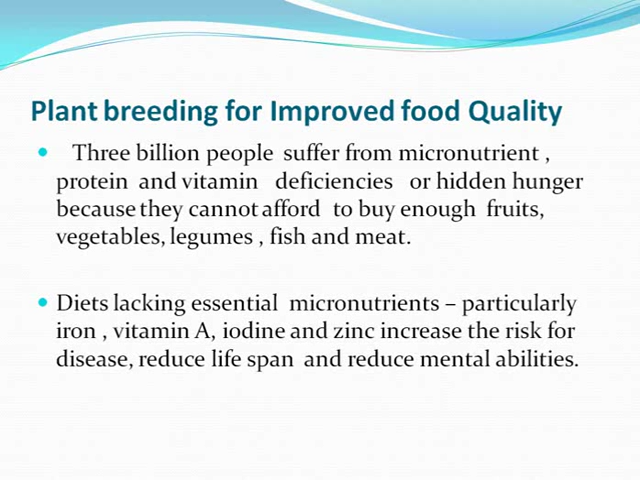 Plant breeding for Improved food Quality
• Three billion people suffer from micronutrient ,
protein and vitamin deficiencies or hidden hunger
because they cannot afford to buy enough fruits,
vegetables, legumes , fish and meat.
• Diets lacking essential micronutrients – particularly
iron , vitamin A, iodine and zinc increase the risk for
disease, reduce life span and reduce mental abilities.